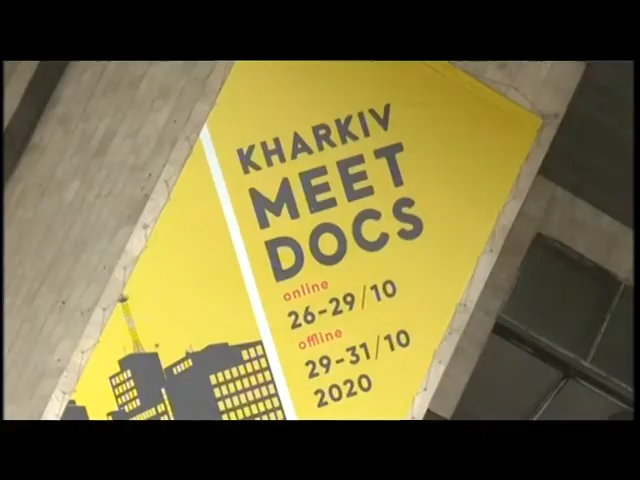 KHARKIV
MEET
DOCS
online
26-29/10
offline
29-31/10
2020